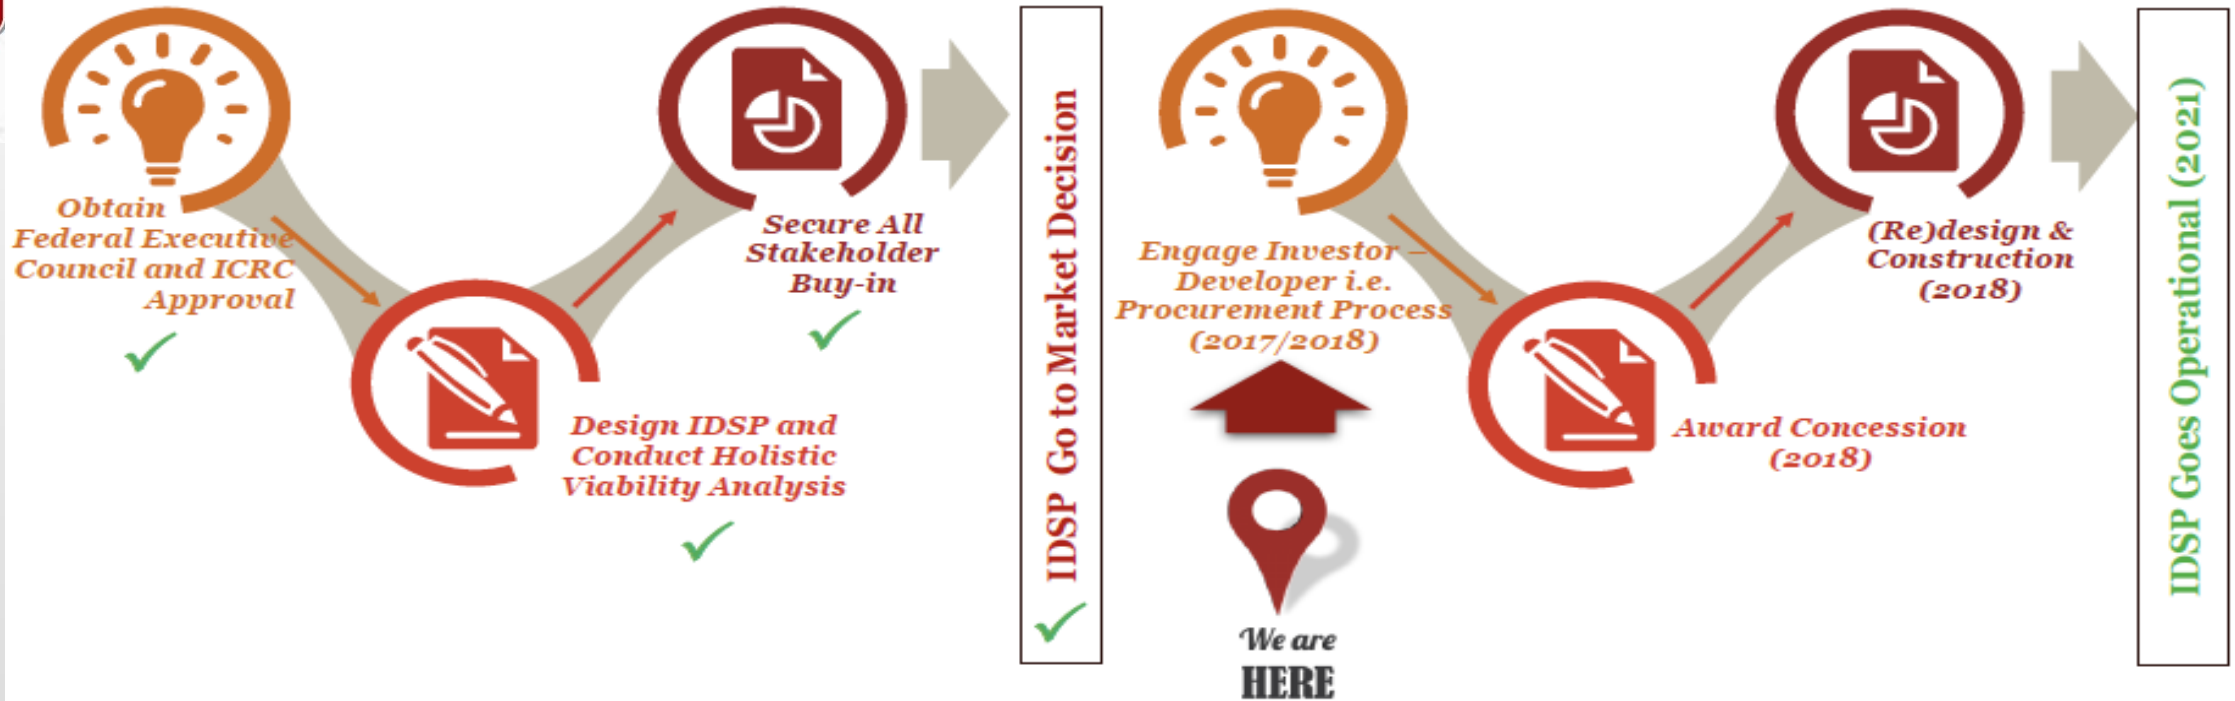 Obtain
Federal Executive
Council and ICRC
Approval
Design IDSP and
Conduct Holistic
Viability Analysis
Secure All
Stakeholder
Buy-in
IDSP Go to Market Decision
Engage Investor –
Developer i.e.
Procurement Process
(2017/2018)
We are
HERE
Award Concession
(2018)
(Re)design &
Construction
(2018)
IDSP Goes Operational (2021)